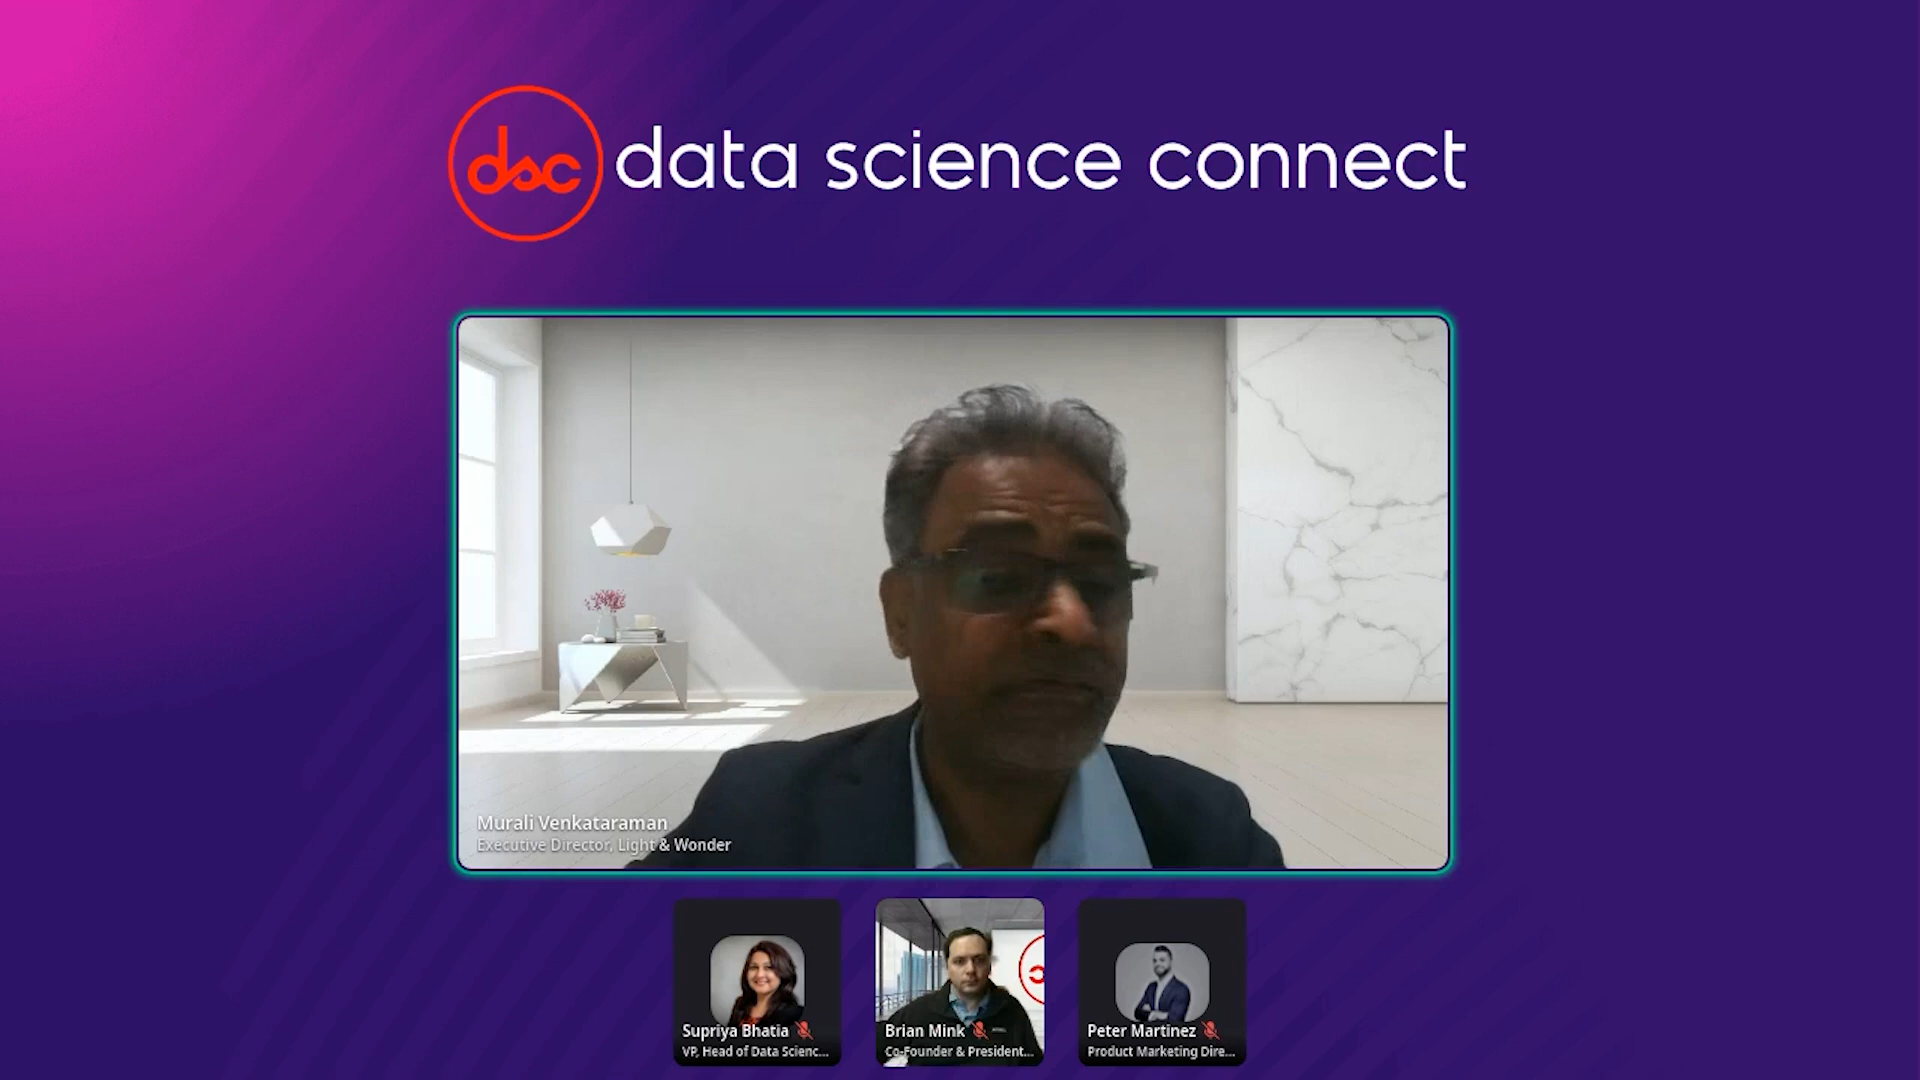 dsc data science connect
Murali Venkataraman
Executive Director, Light & Wonder
Supriya Bhatia
VP, Head of Data Scienc...
Brian Mink
Co-Founder & President...
Peter Martinez
Product Marketing Dire...